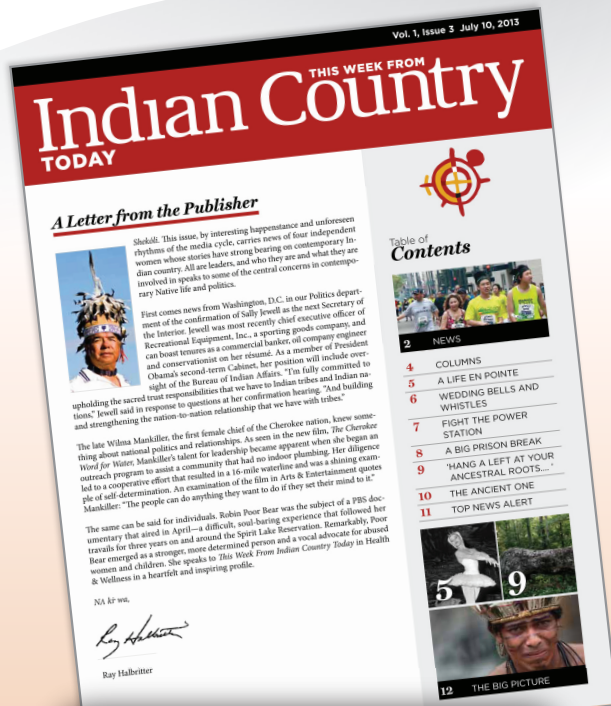 Vol. 1, Issue 3 July 10, 2013
THIS WEEK FROM
Indian Country
TODAY
A Letter from the Publisher
Shekóli. This issue, by interesting happenstance and unforeseen
rhythms of the media cycle, carries news of four independent
women whose stories have strong bearing on contemporary In-
dian country. All are leaders, and who they are and what they are
involved in speaks to some of the central concerns in contempo-
rary Native life and politics.
First comes news from Washington, D.C. in our Politics depart-
ment of the confirmation of Sally Jewell as the next Secretary of
the Interior. Jewell was most recently chief executive officer of
Recreational Equipment, Inc., a sporting goods company, and
can boast tenures as a commercial banker, oil company engineer
and conservationist on her résumé. As a member of President
Obama's second-term Cabinet, her position will include over-
sight of the Bureau of Indian Affairs. "I'm fully committed to
upholding the sacred trust responsibilities that we have to Indian tribes and Indian na-
tions," Jewell said in response to questions at her confirmation hearing. "And building
and strengthening the nation-to-nation relationship that we have with tribes."
The late Wilma Mankiller, the first female chief of the Cherokee nation, knew some-
thing about national politics and relationships. As seen in the new film, The Cherokee
Word for Water, Mankiller's talent for leadership became apparent when she began an
outreach program to assist a community that had no indoor plumbing. Her diligence
led to a cooperative effort that resulted in a 16-mile waterline and was a shining exam-
ple of self-determination. An examination of the film in Arts & Entertainment quotes
Mankiller: "The people can do anything they want to do if they set their mind to it."
The same can be said for individuals. Robin Poor Bear was the subject of a PBS doc-
umentary that aired in April—a difficult, soul-baring experience that followed her
travails for three years on and around the Spirit Lake Reservation. Remarkably, Poor
Bear emerged as a stronger, more determined person and a vocal advocate for abused
women and children. She speaks to This Week From Indian Country Today in Health
& Wellness in a heartfelt and inspiring profile.
NΛ ki² wa,
Ray Halbritter
Ray Halbritter
Table of
Contents
2 NEWS
4 COLUMNS
5 A LIFE EN POINTE
6 WEDDING BELLS AND
WHISTLES
7 FIGHT THE POWER
STATION
8 A BIG PRISON BREAK
9 'HANG A LEFT AT YOUR
ANCESTRAL ROOTS.... '
10 THE ANCIENT ONE
11 TOP NEWS ALERT
5 9
12 THE BIG PICTURE